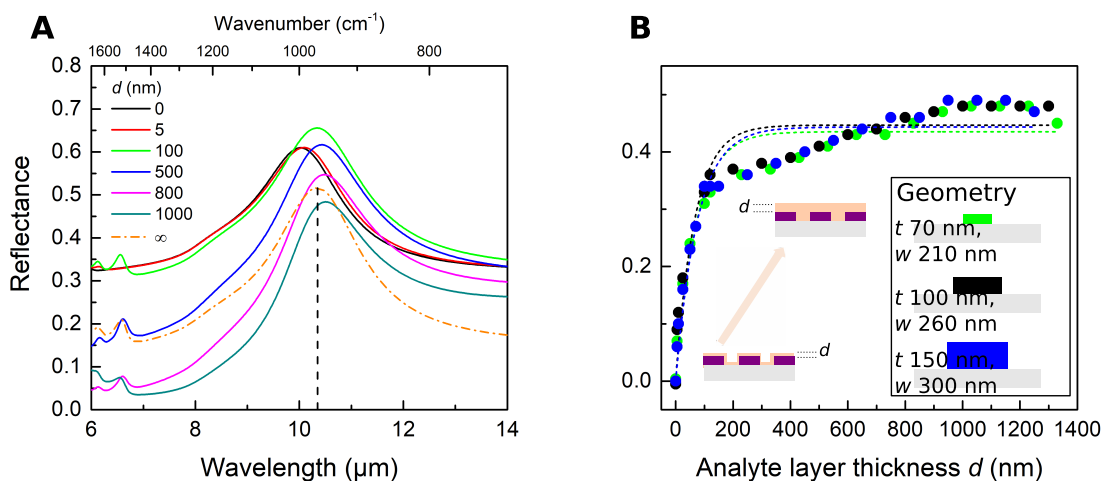 A
Wavenumber (cm⁻¹)
1600 1400 1200 1000 800
0.8
0.7
0.6
0.5
0.4
0.3
0.2
0.1
0.0
Reflectance
d (nm)
0
5
100
500
800
1000
∞
6 8 10 12 14
Wavelength (μm)
B
0.4
0.2
0.0
d
d
Geometry
t 70 nm,
w 210 nm
t 100 nm,
w 260 nm
t 150 nm,
w 300 nm
0 200 400 600 800 1000 1200 1400
Analyte layer thickness d (nm)